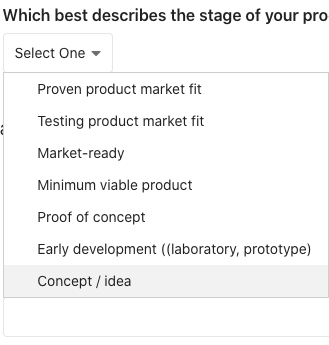 Which best describes the stage of your pro
Select One
Proven product market fit
Testing product market fit
Market-ready
Minimum viable product
Proof of concept
Early development ((laboratory, prototype)
Concept / idea